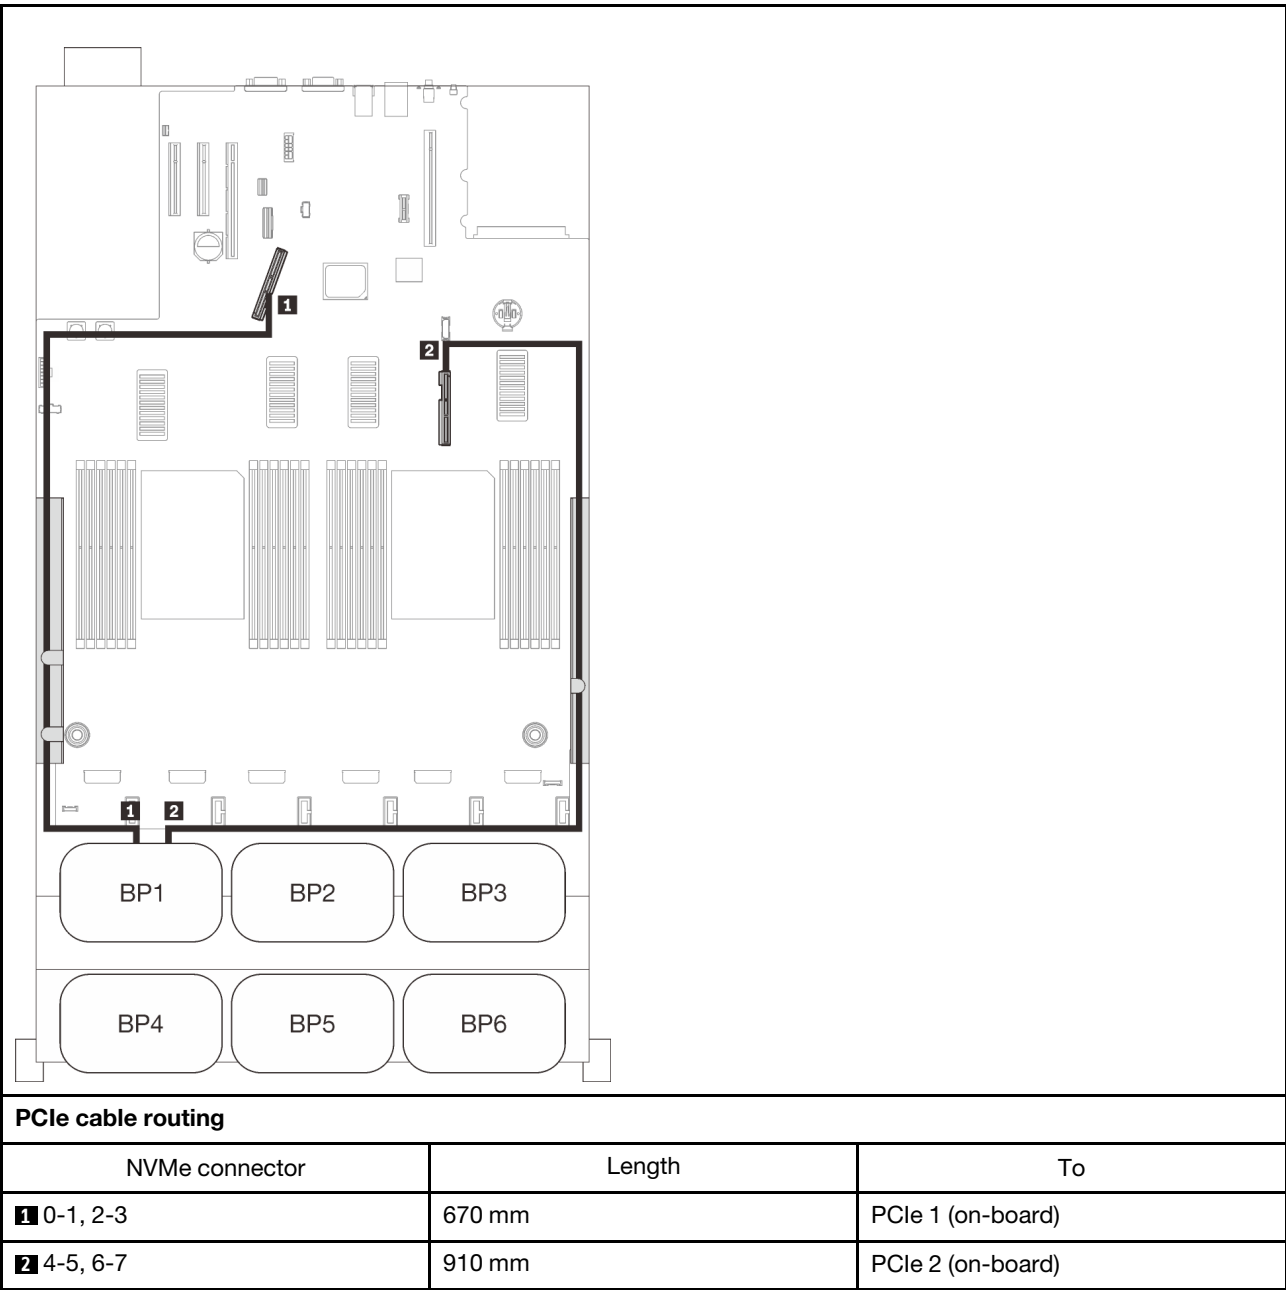 1
2
1 2
BP1 BP2 BP3
BP4 BP5 BP6
PCIe cable routing
NVMe connector Length To
1 0-1, 2-3 670 mm PCIe 1 (on-board)
2 4-5, 6-7 910 mm PCIe 2 (on-board)